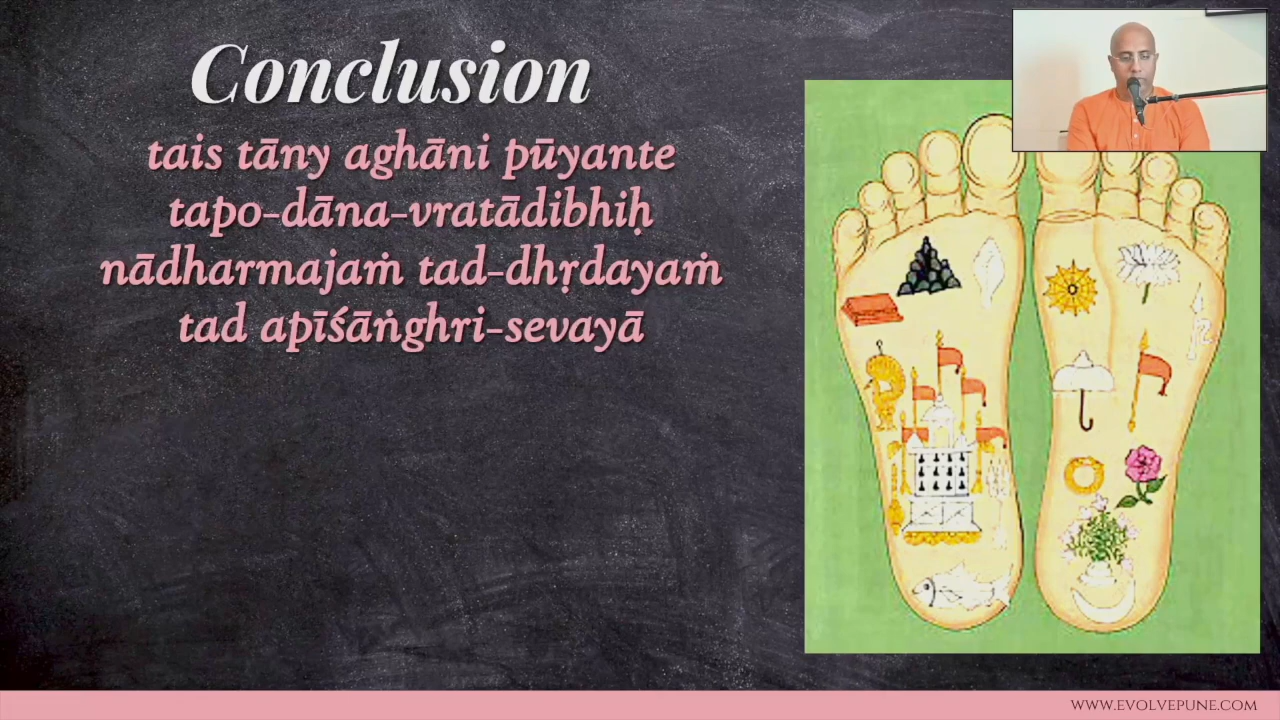 Conclusion
tais tāny aghāni pūyante
tapo-dāna-vratādibhiḥ
nādharmajaṁ tad-dhṛdayaṁ
tad apīśāṅghri-sevayā
WWW.EVOLVEPUNE.COM